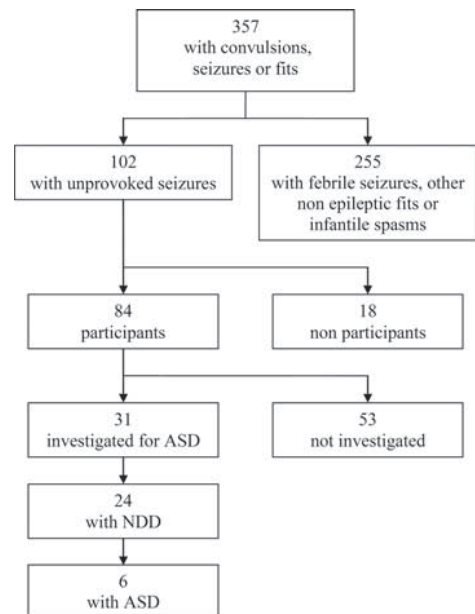 357
with convulsions,
seizures or fits
102
with unprovoked seizures
255
with febrile seizures, other
non epileptic fits or
infantile spasms
84
participants
18
non participants
31
investigated for ASD
53
not investigated
24
with NDD
6
with ASD